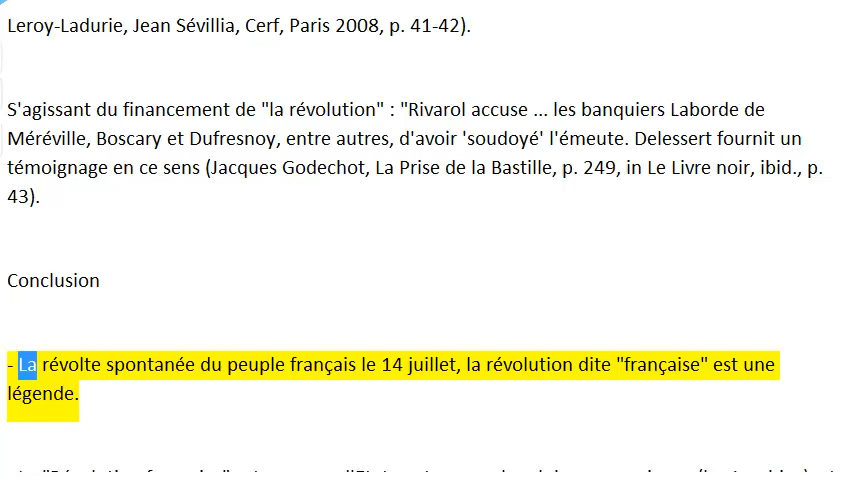 Leroy-Ladurie, Jean Sévillia, Cerf, Paris 2008, p. 41-42).
S'agissant du financement de "la révolution" : "Rivarol accuse ... les banquiers Laborde de
Méréville, Boscary et Dufresnoy, entre autres, d'avoir 'soudoyé' l'émeute. Delessert fournit un
témoignage en ce sens (Jacques Godechot, La Prise de la Bastille, p. 249, in Le Livre noir, ibid., p.
43).
Conclusion
- La révolte spontanée du peuple français le 14 juillet, la révolution dite "française" est une
légende.